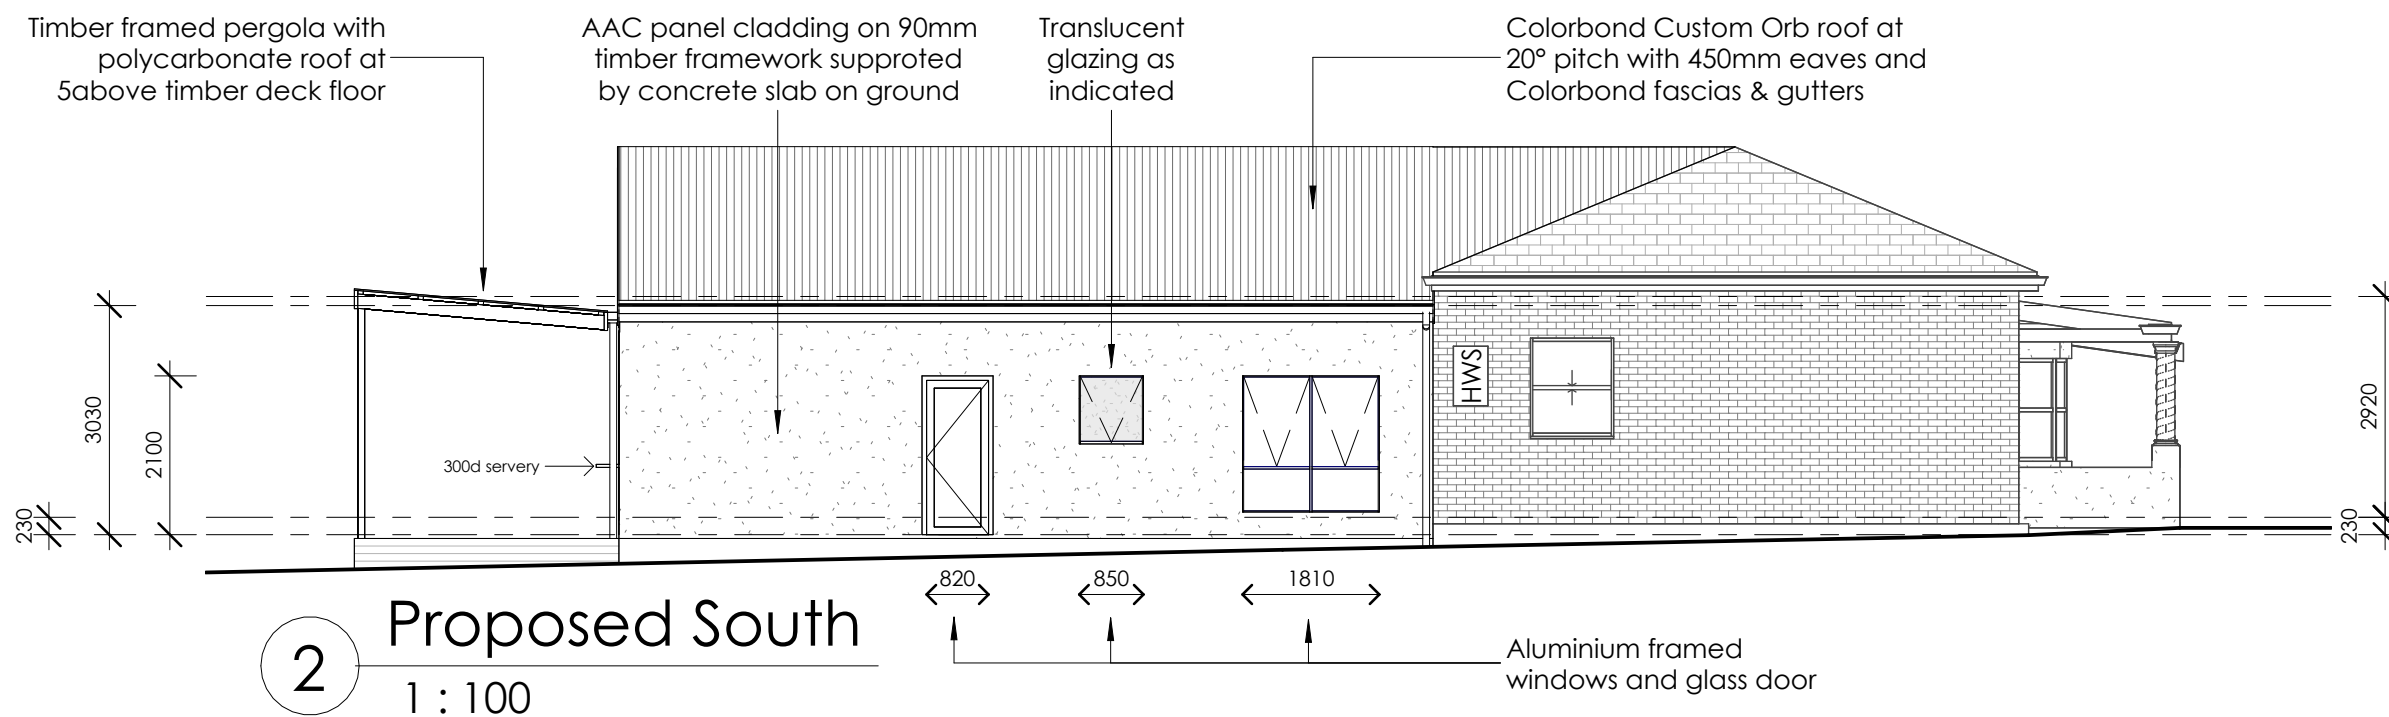 Timber framed pergola with
polycarbonate roof at
5above timber deck floor
AAC panel cladding on 90mm
timber framework supproted
by concrete slab on ground
Translucent
glazing as
indicated
Colorbond Custom Orb roof at
20° pitch with 450mm eaves and
Colorbond fascias & gutters
HWS
3030
2100
230
300d servery
2920
230
820
850
1810
Aluminium framed
windows and glass door
2
Proposed South
1 : 100